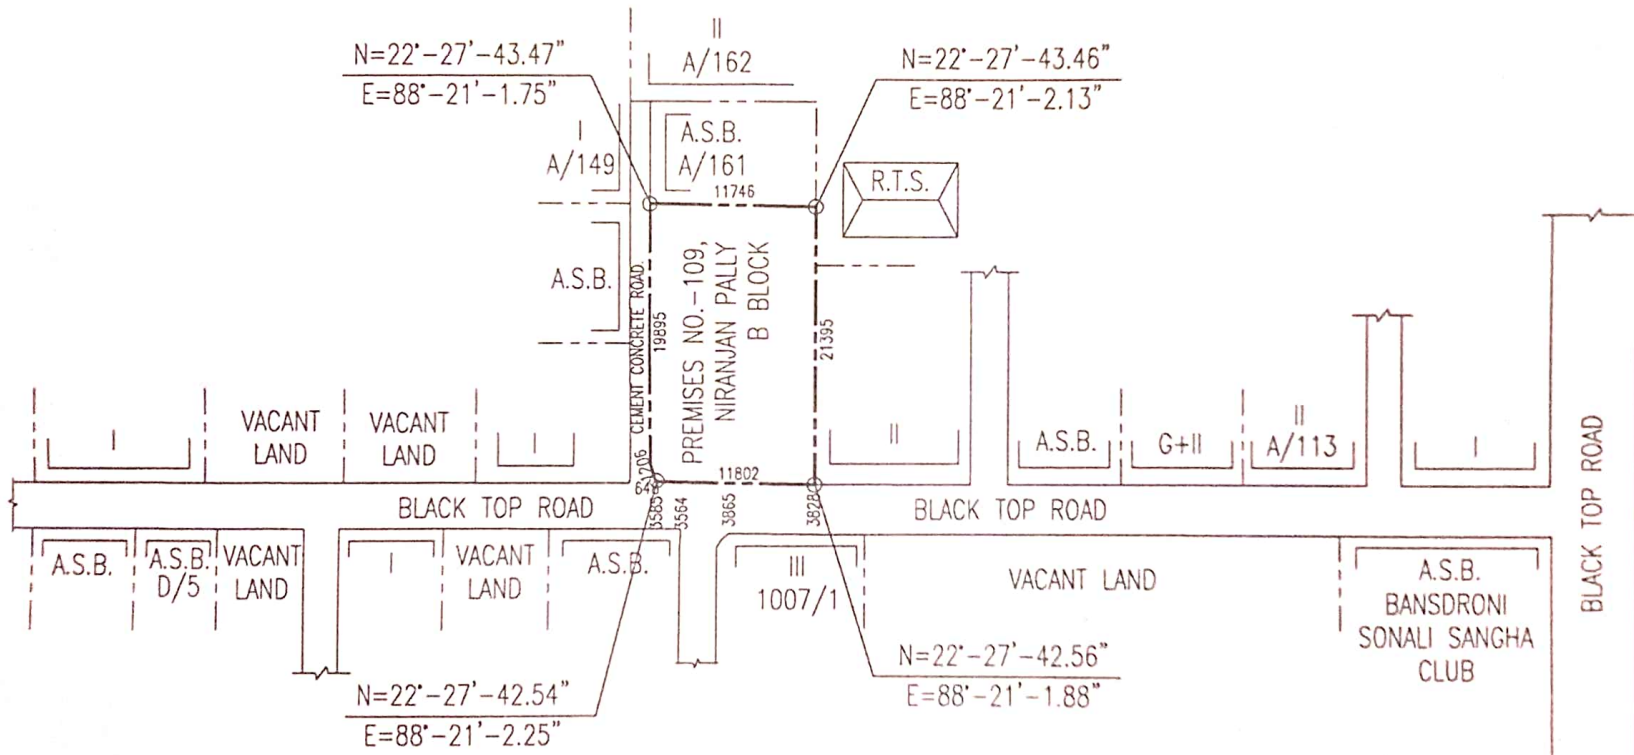 N=22°-27'-43.47"
E=88°-21'-1.75"
II
A/162
N=22°-27'-43.46"
E=88°-21'-2.13"
I
A/149
A.S.B.
A/161
11746
R.T.S.
A.S.B.
CEMENT CONCRETE ROAD.
19895
PREMISES NO.-109,
NIRANJAN PALLY
B BLOCK
21395
I
VACANT
LAND
VACANT
LAND
I
II
A.S.B.
G+II
II
A/113
I
1206
11802
BLACK TOP ROAD
3585
3564
3865
3828
BLACK TOP ROAD
BLACK TOP ROAD
A.S.B.
A.S.B.
D/5
VACANT
LAND
I
VACANT
LAND
A.S.B.
III
1007/1
VACANT LAND
A.S.B.
BANSDRONI
SONALI SANGHA
CLUB
N=22°-27'-42.54"
E=88°-21'-2.25"
N=22°-27'-42.56"
E=88°-21'-1.88"